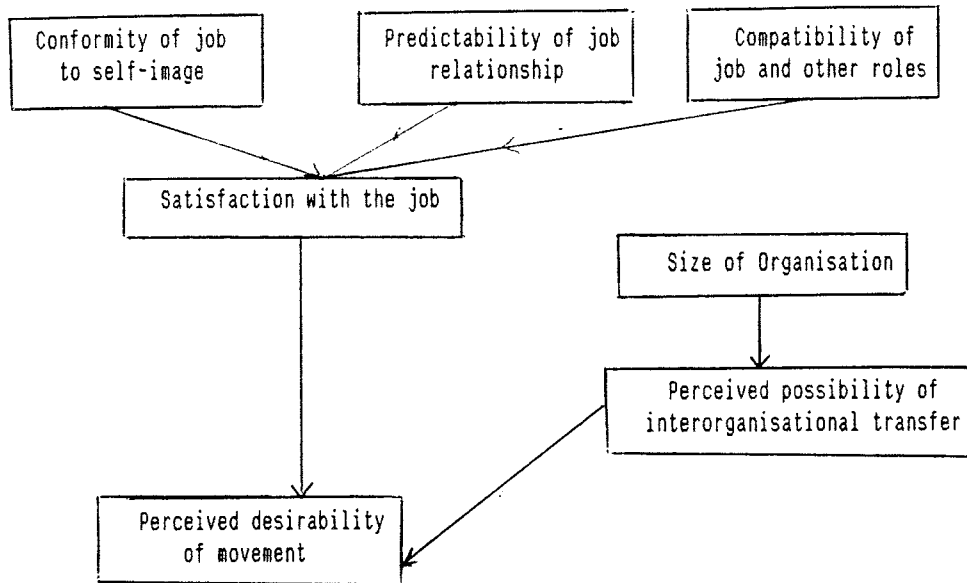 Conformity of job
to self-image
Predictability of job
relationship
Compatibility of
job and other roles
Satisfaction with the job
Size of Organisation
Perceived possibility of
interorganisational transfer
Perceived desirability
of movement